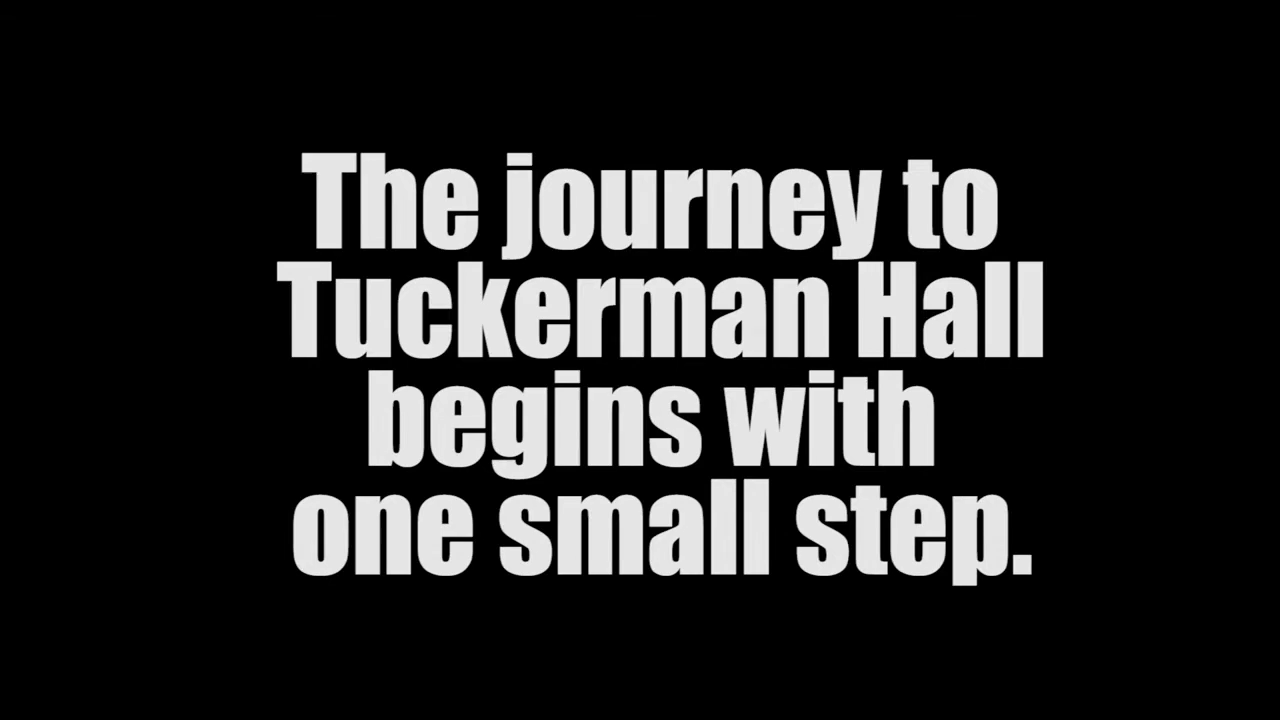 The journey to
Tuckerman Hall
begins with
one small step.